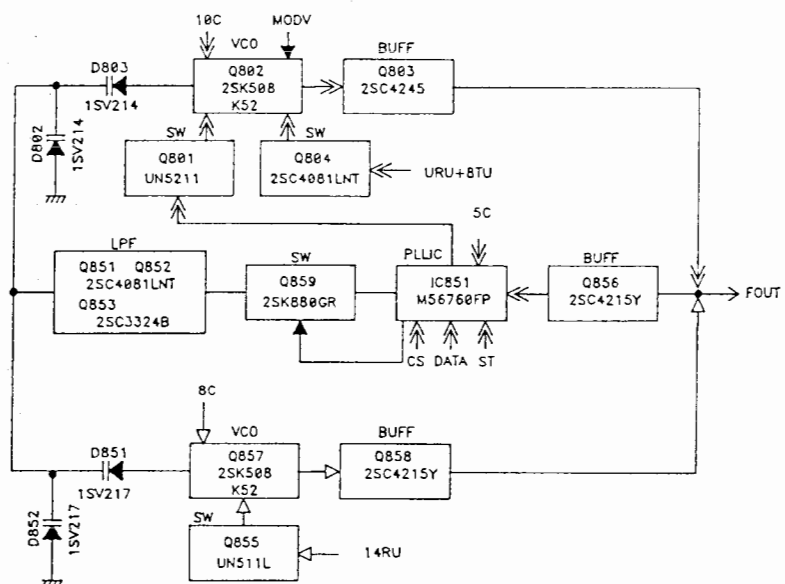 10C
MODV
VCO
BUFF
D803
1SV214
Q802
2SK508
K52
Q803
2SC4245
D802
1SV214
SW
SW
Q801
UN5211
Q804
2SC4081LNT
URU+8TU
5C
LPF
SW
PLLIC
BUFF
Q851 Q852
2SC4081LNT
Q853
2SC3324B
Q859
2SK880GR
IC851
M56760FP
Q856
2SC4215Y
FOUT
CS DATA ST
8C
VCO
BUFF
D851
1SV217
Q857
2SK508
K52
Q858
2SC4215Y
D852
1SV217
SW
Q855
UN511L
14RU